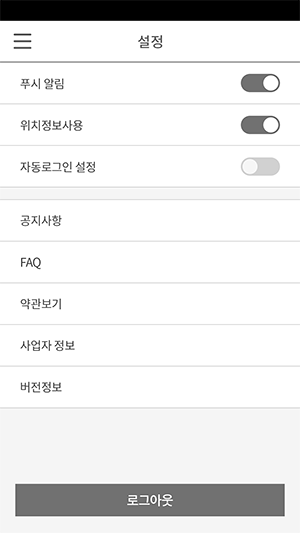 설정
푸시 알림
위치정보사용
자동로그인 설정
공지사항
FAQ
약관보기
사업자 정보
버전정보
로그아웃